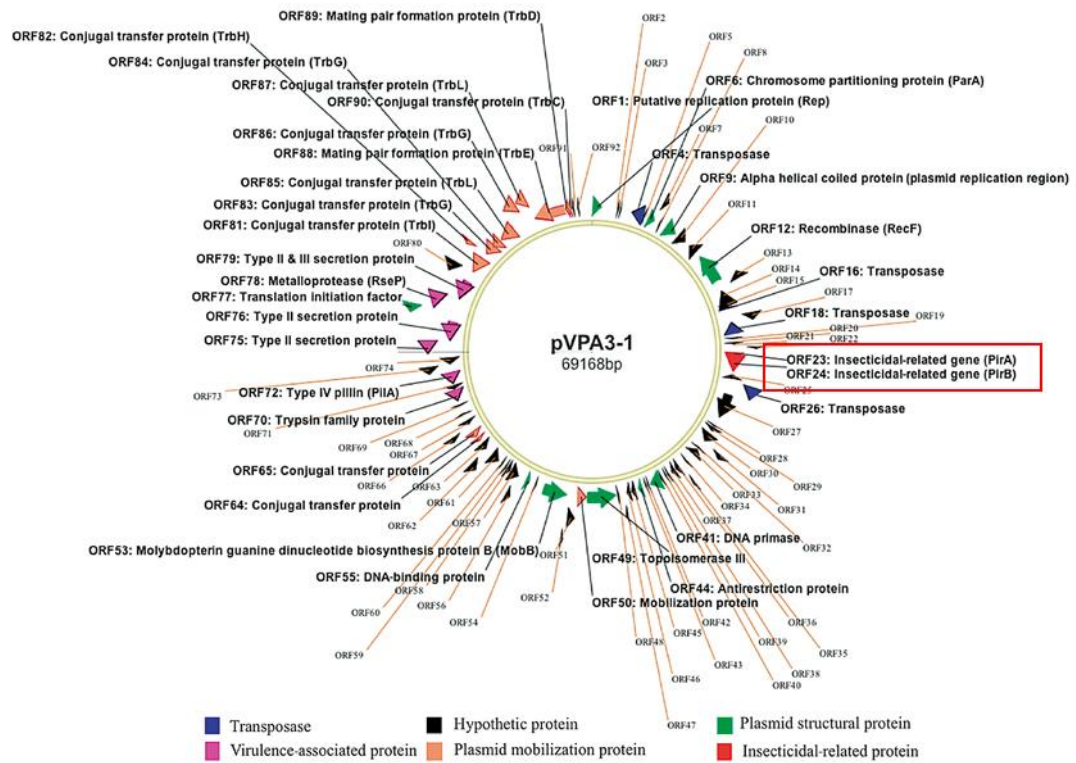 ORF89: Mating pair formation protein (TrbD)
ORF2
ORF82: Conjugal transfer protein (TrbH)
ORF5
ORF84: Conjugal transfer protein (TrbG)
ORF8
ORF3
ORF6: Chromosome partitioning protein (ParA)
ORF87: Conjugal transfer protein (TrbL)
ORF90: Conjugal transfer protein (TrbC)
ORF1: Putative replication protein (Rep)
ORF10
ORF7
ORF86: Conjugal transfer protein (TrbG)
ORF91
ORF92
ORF4: Transposase
ORF88: Mating pair formation protein (TrbE)
ORF9: Alpha helical coiled protein (plasmid replication region)
ORF85: Conjugal transfer protein (TrbL)
ORF83: Conjugal transfer protein (TrbG)
ORF11
ORF81: Conjugal transfer protein (TrbI)
ORF12: Recombinase (RecF)
ORF80
ORF13
ORF79: Type II & III secretion protein
ORF14
ORF16: Transposase
ORF78: Metalloprotease (RseP)
ORF15
ORF77: Translation initiation factor
ORF17
ORF76: Type II secretion protein
ORF18: Transposase
ORF19
ORF20
ORF75: Type II secretion protein
ORF21
ORF22
pVPA3-1
69168bp
ORF23: Insecticidal-related gene (PirA)
ORF74
ORF24: Insecticidal-related gene (PirB)
ORF25
ORF73
ORF72: Type IV pillin (PilA)
ORF26: Transposase
ORF70: Trypsin family protein
ORF71
ORF27
ORF69
ORF68
ORF67
ORF28
ORF65: Conjugal transfer protein
ORF30
ORF66
ORF63
ORF29
ORF33
ORF64: Conjugal transfer protein
ORF61
ORF34
ORF31
ORF62
ORF57
ORF37
ORF41: DNA primase
ORF32
ORF53: Molybdopterin guanine dinucleotide biosynthesis protein B (MobB)
ORF51
ORF49: Topoisomerase III
ORF55: DNA-binding protein
ORF58
ORF44: Antirestriction protein
ORF52
ORF50: Mobilization protein
ORF56
ORF60
ORF54
ORF42
ORF36
ORF45
ORF48
ORF39
ORF59
ORF35
ORF43
ORF38
ORF46
ORF40
ORF47
Transposase
Hypothetic protein
Plasmid structural protein
Virulence-associated protein
Plasmid mobilization protein
Insecticidal-related protein